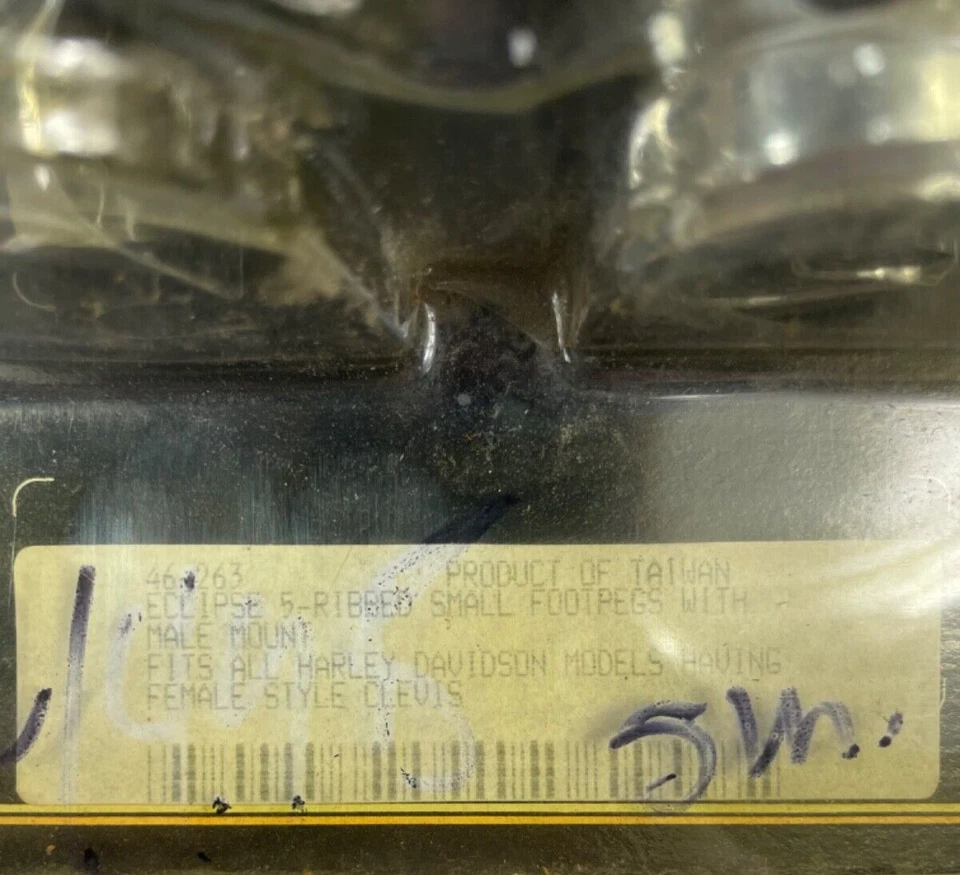 PRODUCT OF TAIWAN
ECLIPSE 5-RIBBED SMALL FOOTPEGS WITH
MALE MOUNT
FITS ALL HARLEY DAVIDSON MODELS HAVING
FEMALE STYLE CLEVIS